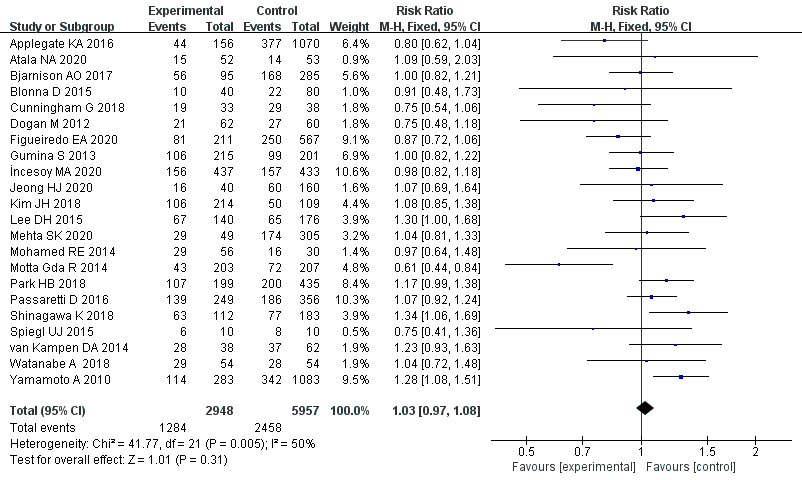 Experimental Control Risk Ratio Risk Ratio
Study or Subgroup Events Total Events Total Weight M-H, Fixed, 95% CI M-H, Fixed, 95% CI
Applegate KA 2016 44 156 377 1070 6.4% 0.80 [0.62, 1.04]
Atala NA 2020 15 52 14 53 0.9% 1.09 [0.59, 2.03]
Bjarnison AO 2017 56 95 168 285 5.6% 1.00 [0.82, 1.21]
Blonna D 2015 10 40 22 80 1.0% 0.91 [0.48, 1.73]
Cunningham G 2018 19 33 29 38 1.8% 0.75 [0.54, 1.06]
Dogan M 2012 21 62 27 60 1.8% 0.75 [0.48, 1.18]
Figueiredo EA 2020 81 211 250 567 9.1% 0.87 [0.72, 1.06]
Gumina S 2013 106 215 99 201 6.8% 1.00 [0.82, 1.22]
İncesoy MA 2020 156 437 157 433 10.6% 0.98 [0.82, 1.18]
Jeong HJ 2020 16 40 60 160 1.6% 1.07 [0.69, 1.64]
Kim JH 2018 106 214 50 109 4.4% 1.08 [0.85, 1.38]
Lee DH 2015 67 140 65 176 3.9% 1.30 [1.00, 1.68]
Mehta SK 2020 29 49 174 305 3.2% 1.04 [0.81, 1.33]
Mohamed RE 2014 29 56 16 30 1.4% 0.97 [0.64, 1.48]
Motta Gda R 2014 43 203 72 207 4.8% 0.61 [0.44, 0.84]
Park HB 2018 107 199 200 435 8.4% 1.17 [0.99, 1.38]
Passaretti D 2016 139 249 186 356 10.3% 1.07 [0.92, 1.24]
Shinagawa K 2018 63 112 77 183 3.9% 1.34 [1.06, 1.69]
Spiegl UJ 2015 6 10 8 10 0.5% 0.75 [0.41, 1.36]
van Kampen DA 2014 28 38 37 62 1.9% 1.23 [0.93, 1.63]
Watanabe A 2018 29 54 28 54 1.9% 1.04 [0.72, 1.48]
Yamamoto A 2010 114 283 342 1083 9.5% 1.28 [1.08, 1.51]
Total (95% CI) 2948 5957 100.0% 1.03 [0.97, 1.08]
Total events 1284 2458
Heterogeneity: Chi² = 41.77, df = 21 (P = 0.005); I² = 50%
Test for overall effect: Z = 1.01 (P = 0.31)
0.5 0.7 1 1.5 2
Favours [experimental] Favours [control]